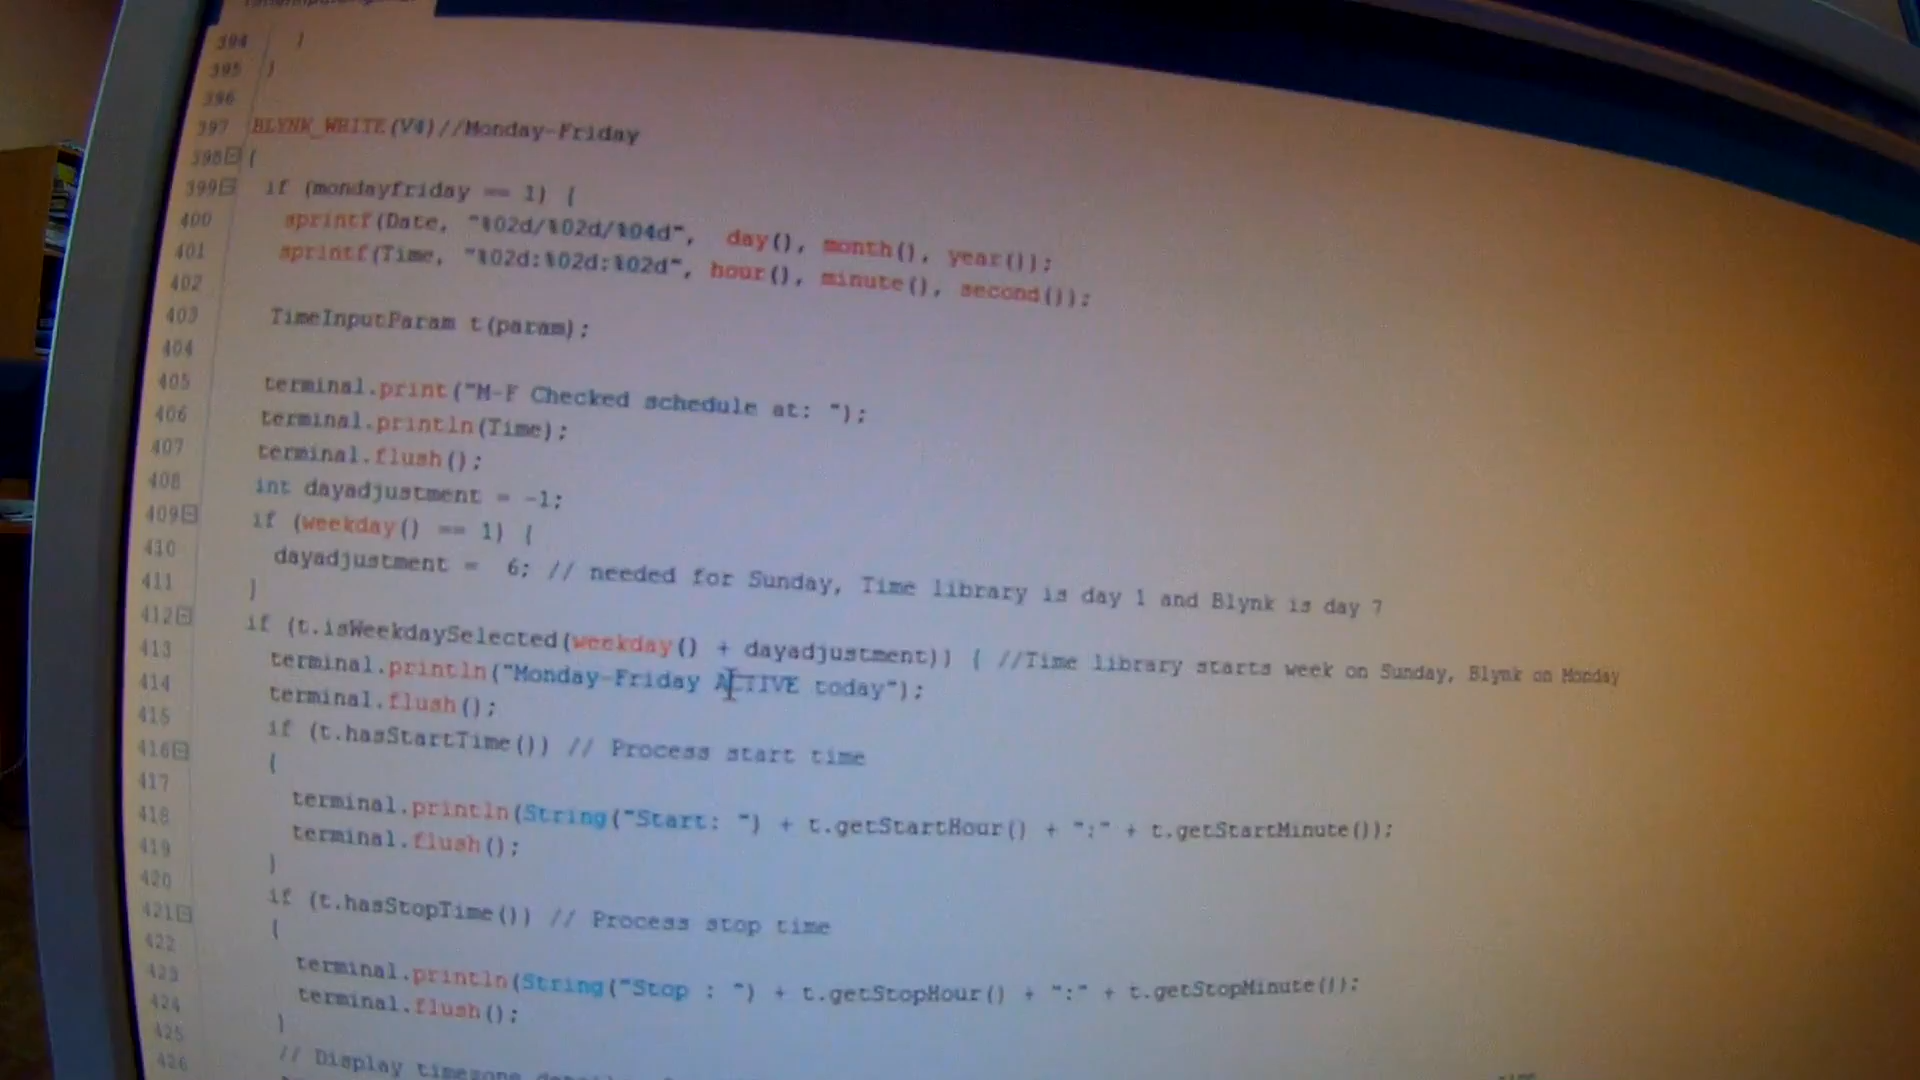 394 }
395 }
396
397 BLYNK_WRITE(V4)//Monday-Friday
398 {
399 if (mondayfriday == 1) {
400 sprintf(Date, "%02d/%02d/%04d", day(), month(), year());
401 sprintf(Time, "%02d:%02d:%02d", hour(), minute(), second());
402
403 TimeInputParam t(param);
404
405 terminal.print("M-F Checked schedule at: ");
406 terminal.println(Time);
407 terminal.flush();
408 int dayadjustment = -1;
409 if (weekday() == 1) {
410 dayadjustment = 6; // needed for Sunday, Time library is day 1 and Blynk is day 7
411 }
412 if (t.isWeekdaySelected(weekday() + dayadjustment)) { //Time library starts week on Sunday, Blynk on Monday
413 terminal.println("Monday-Friday ACTIVE today");
414 terminal.flush();
415 if (t.hasStartTime()) // Process start time
416 {
417 terminal.println(String("Start: ") + t.getStartHour() + ":" + t.getStartMinute());
418 terminal.flush();
419 }
420 if (t.hasStopTime()) // Process stop time
421 {
422 terminal.println(String("Stop : ") + t.getStopHour() + ":" + t.getStopMinute());
423 terminal.flush();
424 }
425 // Display timezone
426